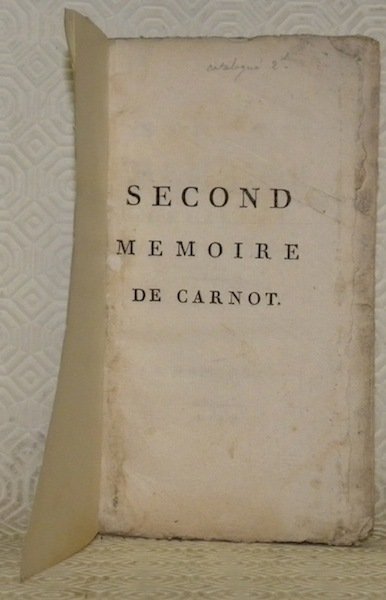 SECOND
MEMOIRE
DE CARNOT.